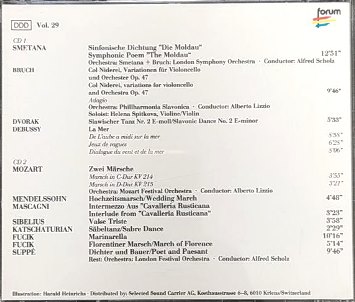 forum
DDD Vol. 29
CD 1
SMETANA Sinfonische Dichtung "Die Moldau"
Symphonic Poem "The Moldau" 12'51"
Orchestra: Smetana + Bruch: London Symphony Orchestra · Conductor: Alfred Scholz
BRUCH Col Niderei, Variationen für Violoncello
und Orchester Op. 47
Col Niderei, variations for violoncello
and Orchestra Op. 47 9'46"
Adagio
Orchestra: Philharmonia Slavonica · Conductor: Alberto Lizzio
Soloist: Helena Spitkova, Violine/Violin
DVORAK Slawischer Tanz Nr. 2 E-moll/Slavonic Dance No. 2 E-minor 5'33"
DEBUSSY La Mer
De l'aube a midi sur la mer
Jeux de vagues 6'25"
Dialogue du vent et de la mer
CD 2
MOZART Zwei Märsche
Marsch in C-Dur KV 214 3'55"
Marsch in D-Dur KV 215 3'21"
Orchestra: Mozart Festival Orchestra · Conductor: Alberto Lizzio
MENDELSSOHN Hochzeitsmarsch/Wedding March 4'48"
MASCAGNI Intermezzo Aus "Cavalleria Rusticana"
Interlude from "Cavalleria Rusticana" 3'23"
SIBELIUS Valse Triste 3'58"
KATSCHATURIAN Säbeltanz/Sabre Dance 2'29"
FUCIK Marinarella 10'16"
FUCIK Florentiner Marsch/March of Florence 5'14"
SUPPÉ Dichter und Bauer/Poet and Peasant 9'46"
Rest: Orchestra: London Festival Orchestra · Conductor: Alfred Scholz
Illustration: Harald Heinrichs · Distributed by: Selected Sound Carrier AG, 6–8, 6010 Kriens/Switzerland